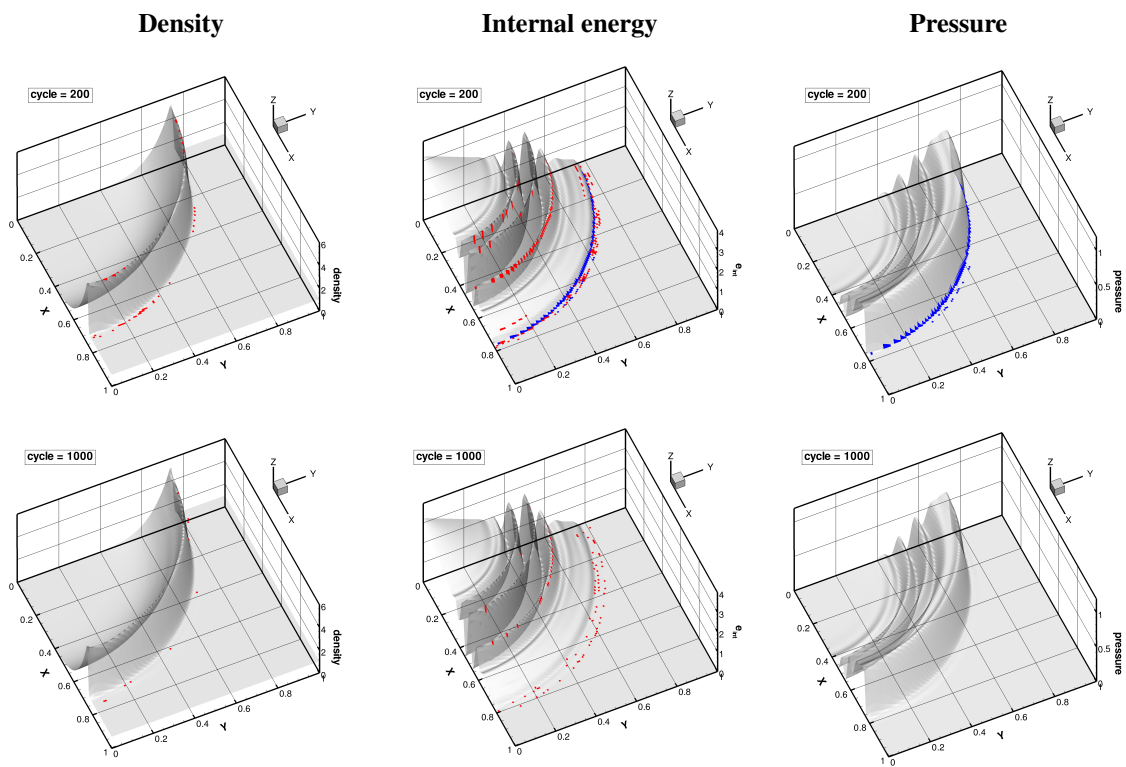 Density Internal energy Pressure
cycle = 200 cycle = 200 cycle = 200
Z Y X Z Y X Z Y X
0 0.2 0.4 0.6 0.8 1 X
0 0.2 0.4 0.6 0.8 Y
0 2 4 6 density
0 0.2 0.4 0.6 0.8 1 X
0 0.2 0.4 0.6 0.8 Y
0 1 2 3 4 e_int
0 0.2 0.4 0.6 0.8 1 X
0 0.2 0.4 0.6 0.8 Y
0 0.5 1 pressure
cycle = 1000 cycle = 1000 cycle = 1000
Z Y X Z Y X Z Y X
0 0.2 0.4 0.6 0.8 1 X
0 0.2 0.4 0.6 0.8 Y
0 2 4 6 density
0 0.2 0.4 0.6 0.8 1 X
0 0.2 0.4 0.6 0.8 Y
0 1 2 3 4 e_int
0 0.2 0.4 0.6 0.8 1 X
0 0.2 0.4 0.6 0.8 Y
0 0.5 1 pressure